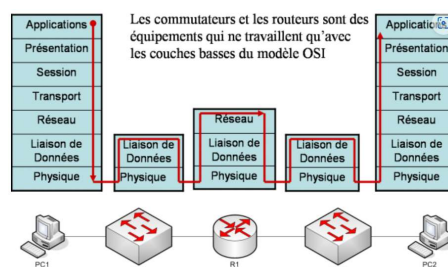 Les commutateurs et les routeurs sont des
équipements qui ne travaillent qu'avec
les couches basses du modèle OSI
Applications
Présentation
Session
Transport
Réseau
Liaison de
Données
Physique
Liaison de
Données
Physique
Réseau
Liaison de
Données
Physique
Liaison de
Données
Physique
Présentation
Session
Transport
Réseau
Liaison de
Données
Physique
PC1
R1
PC2